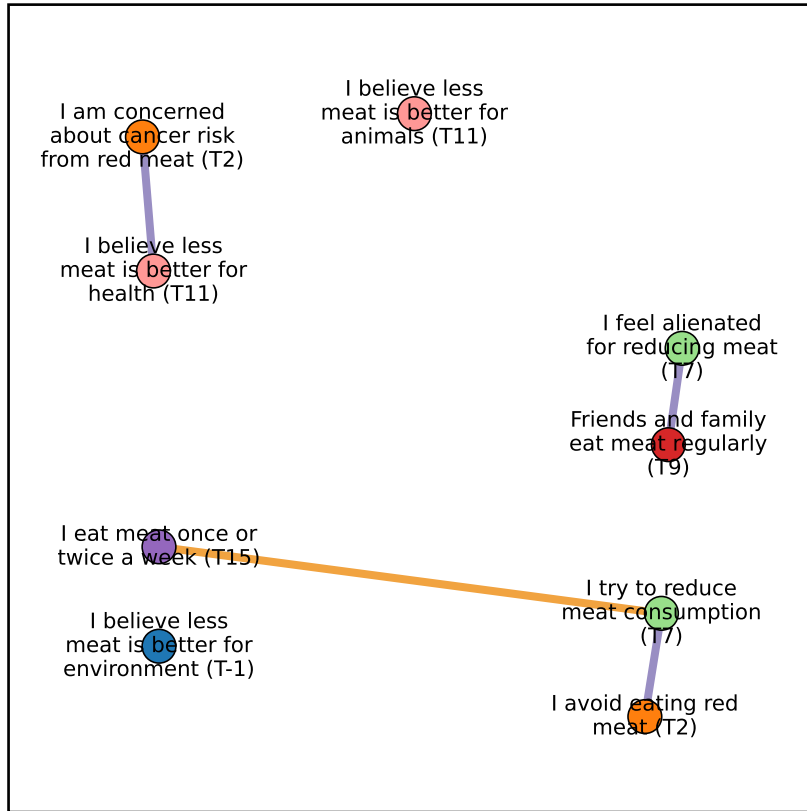 I believe less
meat is better for
animals (T11)
I am concerned
about cancer risk
from red meat (T2)
I believe less
meat is better for
health (T11)
I feel alienated
for reducing meat
(T7)
Friends and family
eat meat regularly
(T9)
I eat meat once or
twice a week (T15)
I try to reduce
meat consumption
(T7)
I believe less
meat is better for
environment (T-1)
I avoid eating red
meat (T2)